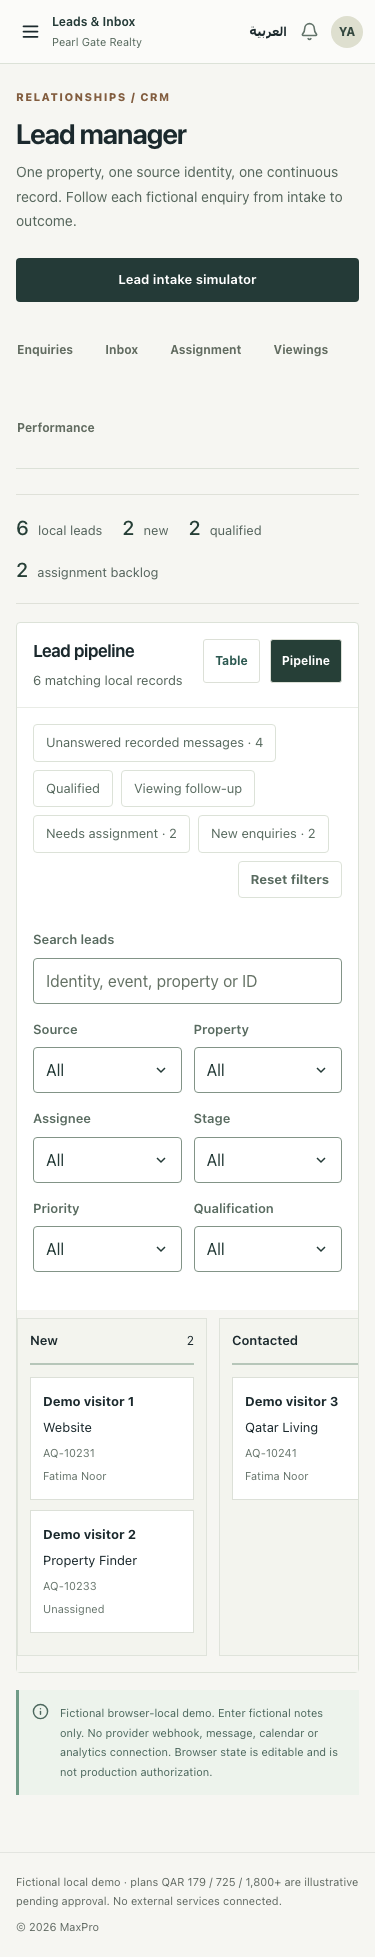 Leads & Inbox
Pearl Gate Realty
العربية
YA
RELATIONSHIPS / CRM
Lead manager
One property, one source identity, one continuous
record. Follow each fictional enquiry from intake to
outcome.
Lead intake simulator
Enquiries Inbox Assignment Viewings
Performance
6 local leads 2 new 2 qualified
2 assignment backlog
Lead pipeline
6 matching local records
Table Pipeline
Unanswered recorded messages · 4
Qualified Viewing follow-up
Needs assignment · 2 New enquiries · 2
Reset filters
Search leads
Identity, event, property or ID
Source Property
All All
Assignee Stage
All All
Priority Qualification
All All
New 2
Demo visitor 1
Website
AQ-10231
Fatima Noor
Demo visitor 2
Property Finder
AQ-10233
Unassigned
Contacted
Demo visitor 3
Qatar Living
AQ-10241
Fatima Noor
Fictional browser-local demo. Enter fictional notes
only. No provider webhook, message, calendar or
analytics connection. Browser state is editable and is
not production authorization.
Fictional local demo · plans QAR 179 / 725 / 1,800+ are illustrative
pending approval. No external services connected.
© 2026 MaxPro